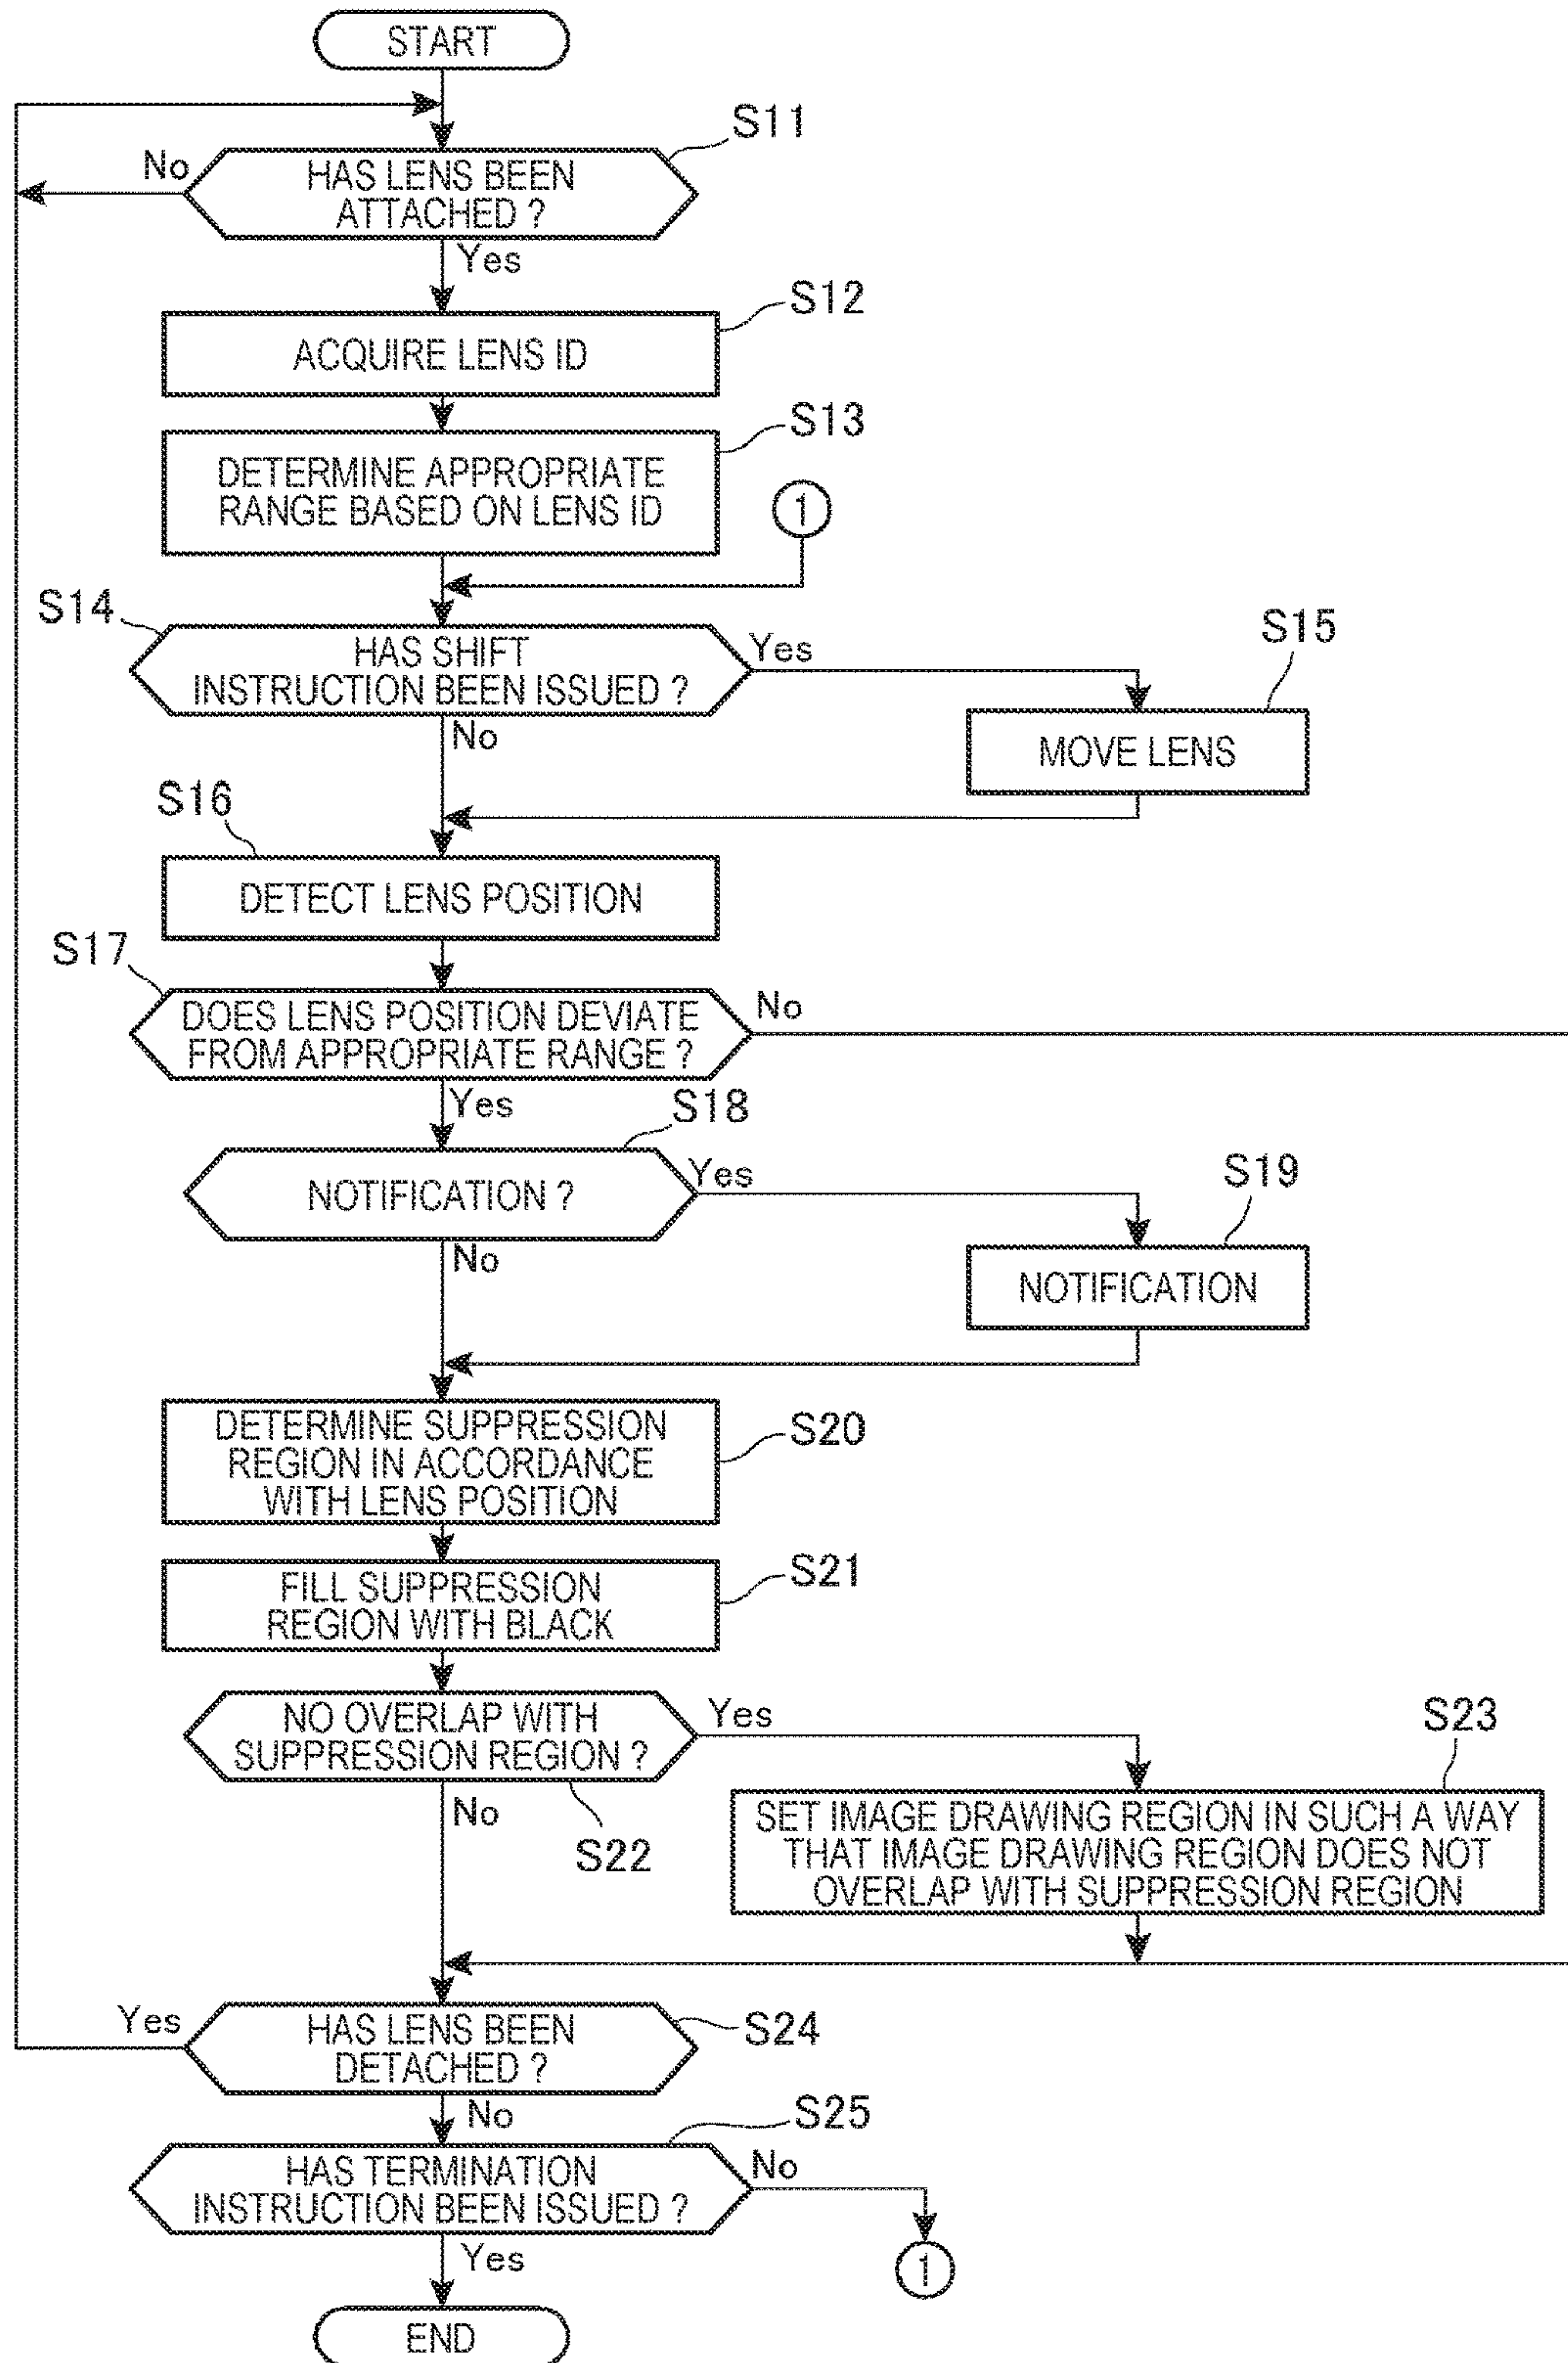 START
S11
No
HAS LENS BEEN
ATTACHED ?
Yes
S12
ACQUIRE LENS ID
S13
DETERMINE APPROPRIATE
RANGE BASED ON LENS ID
1
S14
HAS SHIFT
INSTRUCTION BEEN ISSUED ?
Yes
S15
No
MOVE LENS
S16
DETECT LENS POSITION
S17
DOES LENS POSITION DEVIATE
FROM APPROPRIATE RANGE ?
No
Yes
S18
NOTIFICATION ?
Yes
S19
No
NOTIFICATION
DETERMINE SUPPRESSION
REGION IN ACCORDANCE
WITH LENS POSITION
S20
FILL SUPPRESSION
REGION WITH BLACK
S21
NO OVERLAP WITH
SUPPRESSION REGION ?
Yes
S23
No
S22
SET IMAGE DRAWING REGION IN SUCH A WAY
THAT IMAGE DRAWING REGION DOES NOT
OVERLAP WITH SUPPRESSION REGION
Yes
HAS LENS BEEN
DETACHED ?
S24
No
S25
HAS TERMINATION
INSTRUCTION BEEN ISSUED ?
No
Yes
1
END